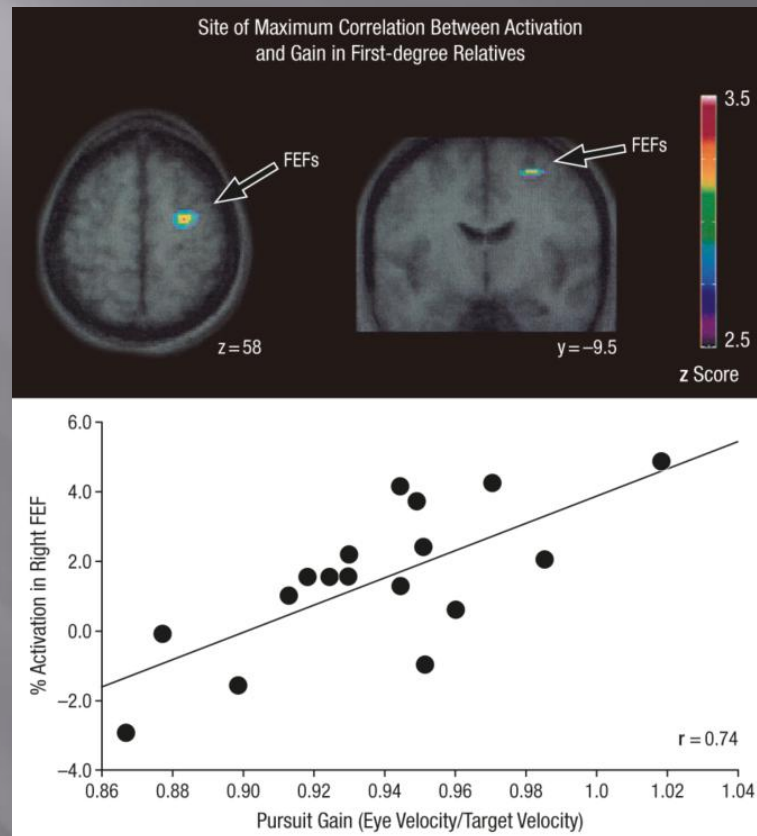 Site of Maximum Correlation Between Activation
and Gain in First-degree Relatives
FEFs
FEFs
3.5
z = 58
y = –9.5
2.5
z Score
6.0
4.0
2.0
0.0
–2.0
–4.0
% Activation in Right FEF
r = 0.74
0.86 0.88 0.90 0.92 0.94 0.96 0.98 1.0 1.02 1.04
Pursuit Gain (Eye Velocity/Target Velocity)